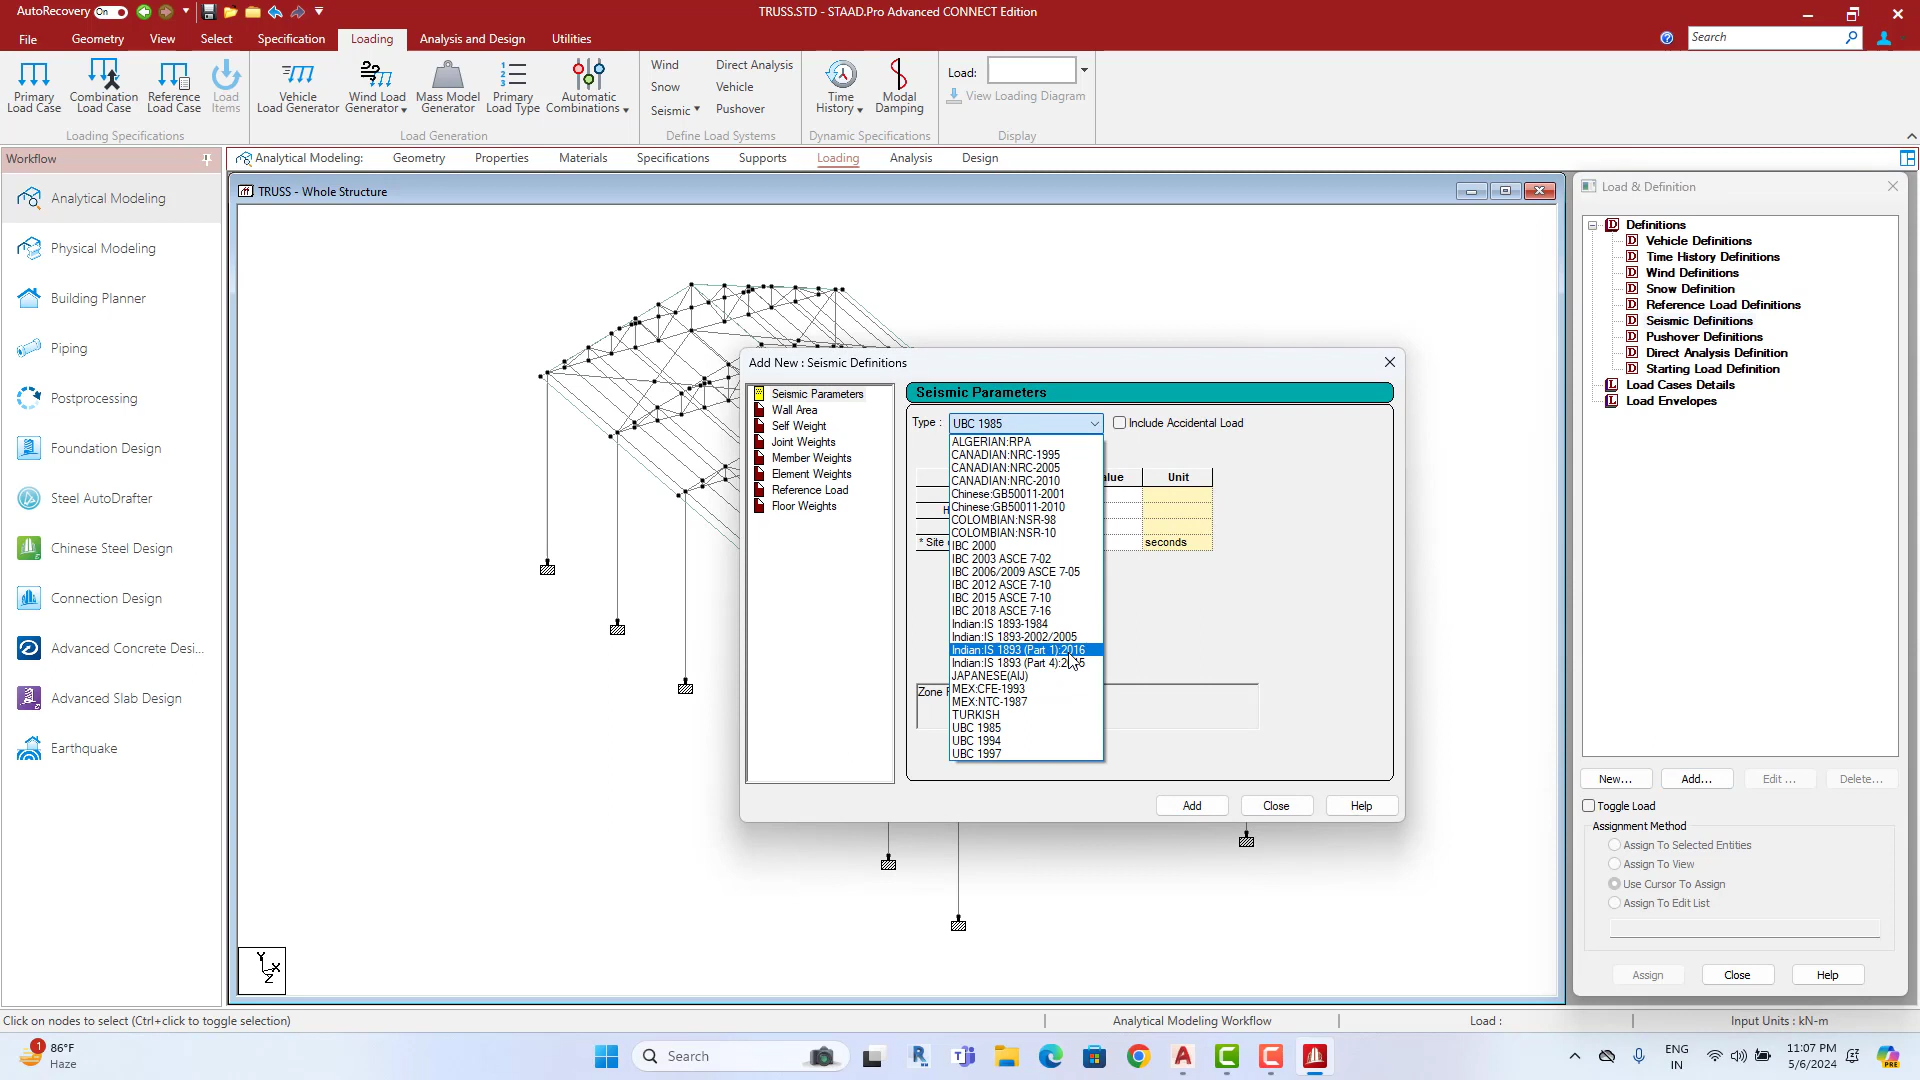 AutoRecovery On
TRUSS.STD - STAAD.Pro Advanced CONNECT Edition
File Geometry View Select Specification Loading Analysis and Design Utilities
Search
Primary Load Case
Combination Load Case
Reference Load Case
Load Items
Loading Specifications
Vehicle Load Generator
Wind Load Generator
Mass Model Generator
Primary Load Type
Automatic Combinations
Load Generation
Wind
Snow
Seismic
Direct Analysis
Vehicle
Pushover
Define Load Systems
Time History
Modal Damping
Dynamic Specifications
Load:
View Loading Diagram
Display
Workflow
Analytical Modeling
Physical Modeling
Building Planner
Piping
Postprocessing
Foundation Design
Steel AutoDrafter
Chinese Steel Design
Connection Design
Advanced Concrete Desi...
Advanced Slab Design
Earthquake
Analytical Modeling: Geometry Properties Materials Specifications Supports Loading Analysis Design
TRUSS - Whole Structure
Y
X
Z
Add New : Seismic Definitions
Seismic Parameters
Wall Area
Self Weight
Joint Weights
Member Weights
Element Weights
Reference Load
Floor Weights
Seismic Parameters
Type : UBC 1985
Include Accidental Load
ALGERIAN:RPA
CANADIAN:NRC-1995
CANADIAN:NRC-2005
CANADIAN:NRC-2010
Chinese:GB50011-2001
Chinese:GB50011-2010
COLOMBIAN:NSR-98
COLOMBIAN:NSR-10
IBC 2000
IBC 2003 ASCE 7-02
IBC 2006/2009 ASCE 7-05
IBC 2012 ASCE 7-10
IBC 2015 ASCE 7-10
IBC 2018 ASCE 7-16
Indian:IS 1893-1984
Indian:IS 1893-2002/2005
Indian:IS 1893 (Part 1):2016
Indian:IS 1893 (Part 4):
JAPANESE(AIJ)
MEX:CFE-1993
MEX:NTC-1987
TURKISH
UBC 1985
UBC 1994
UBC 1997
alue Unit
H
* Site
seconds
Zone
Add Close Help
Load & Definition
Definitions
Vehicle Definitions
Time History Definitions
Wind Definitions
Snow Definition
Reference Load Definitions
Seismic Definitions
Pushover Definitions
Direct Analysis Definition
Starting Load Definition
Load Cases Details
Load Envelopes
New... Add... Edit ... Delete...
Toggle Load
Assignment Method
Assign To Selected Entities
Assign To View
Use Cursor To Assign
Assign To Edit List
Assign Close Help
Click on nodes to select (Ctrl+click to toggle selection)
Analytical Modeling Workflow
Load :
Input Units : kN-m
1
86°F
Haze
Search
ENG
IN
11:07 PM
5/6/2024
PRE